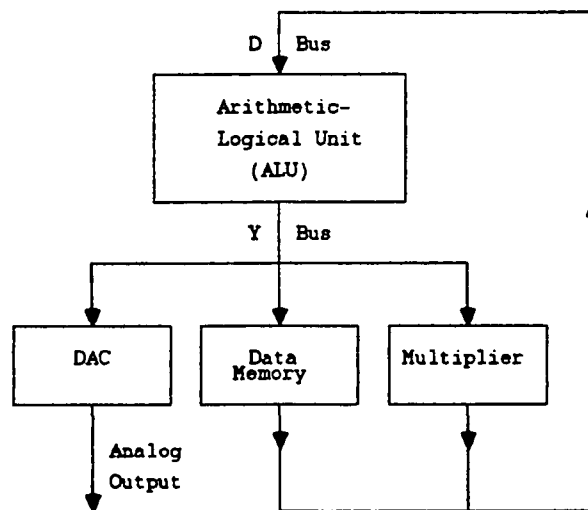 D Bus
Arithmetic-
Logical Unit
(ALU)
Y Bus
DAC
Data
Memory
Multiplier
Analog
Output